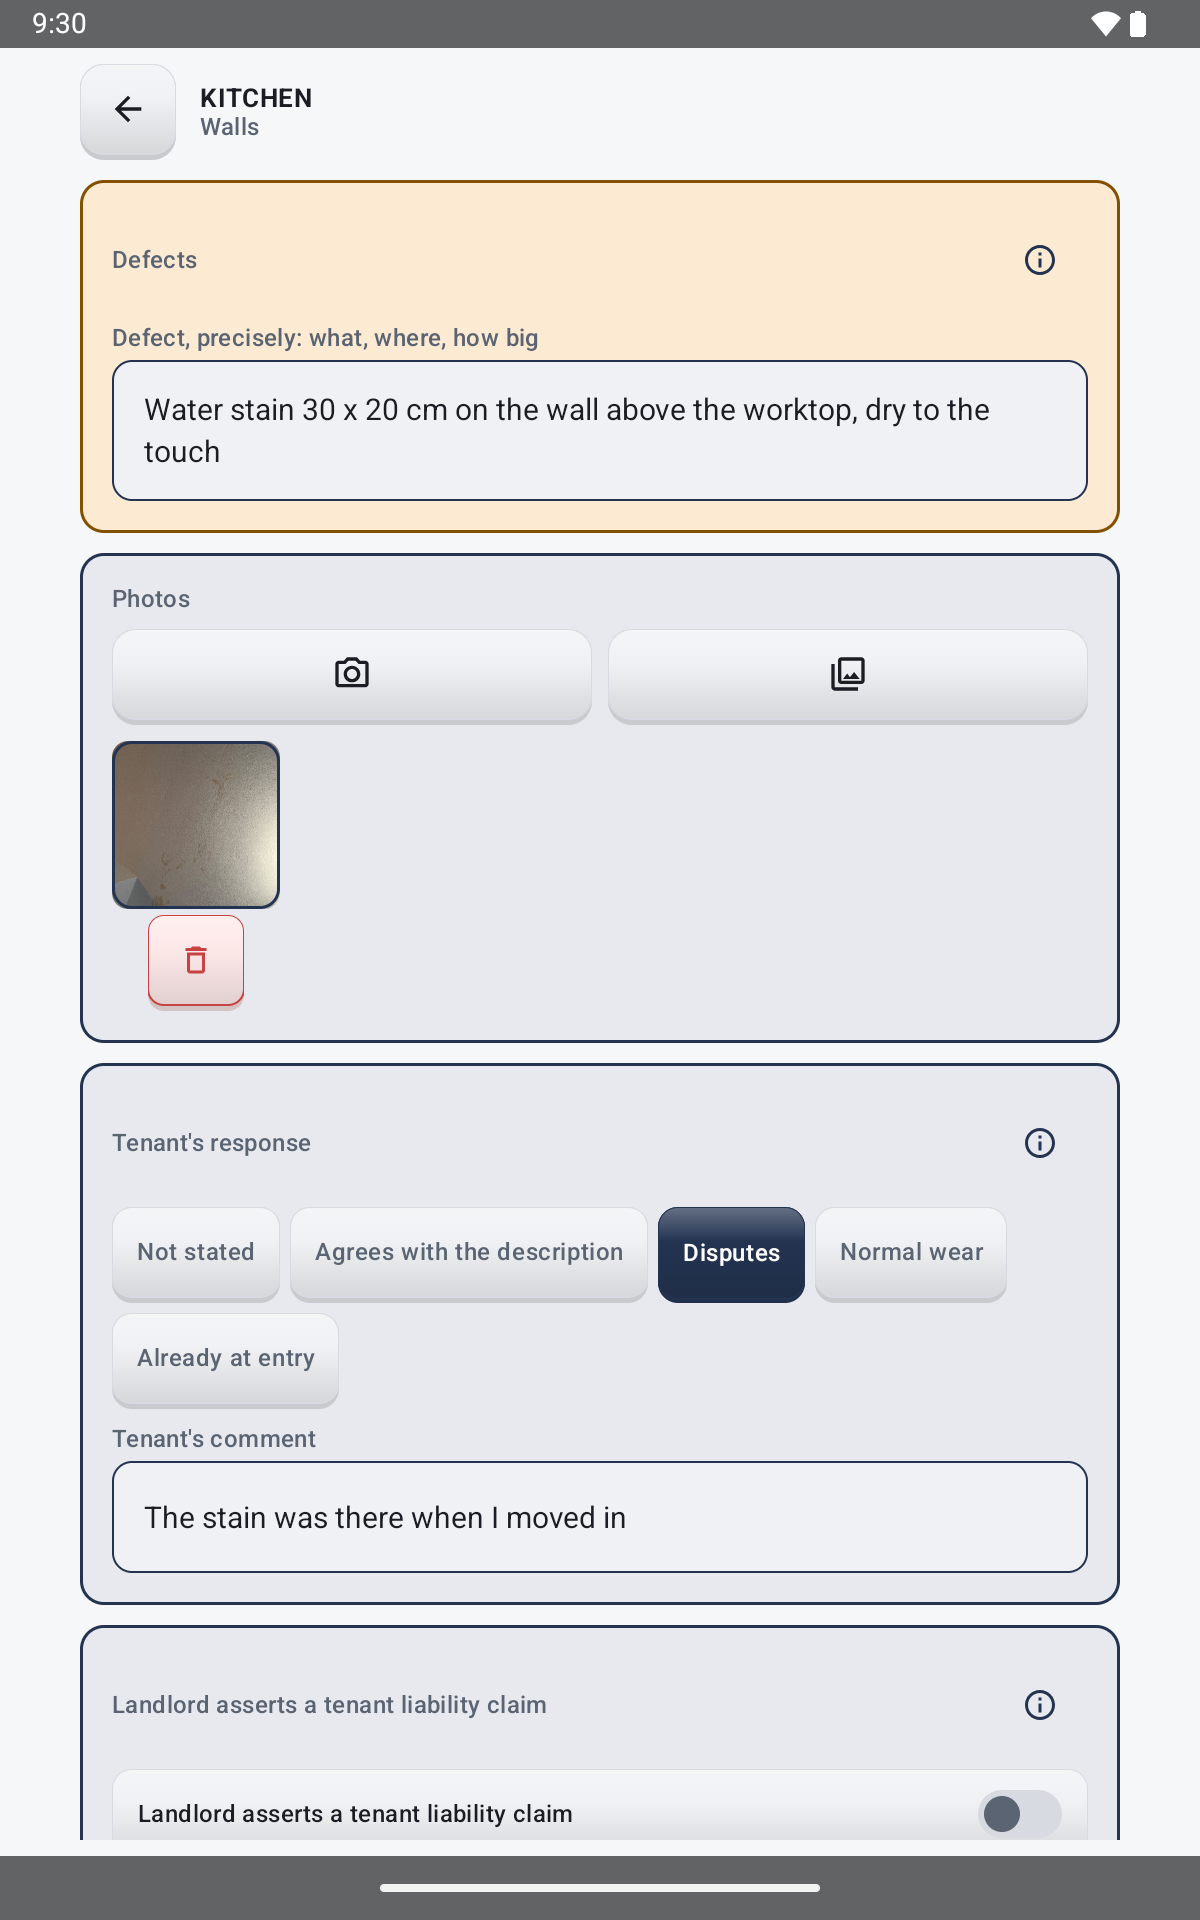 9:30
KITCHEN
Walls
Defects
Defect, precisely: what, where, how big
Water stain 30 x 20 cm on the wall above the worktop, dry to the
touch
Photos
Tenant's response
Not stated
Agrees with the description
Disputes
Normal wear
Already at entry
Tenant's comment
The stain was there when I moved in
Landlord asserts a tenant liability claim
Landlord asserts a tenant liability claim